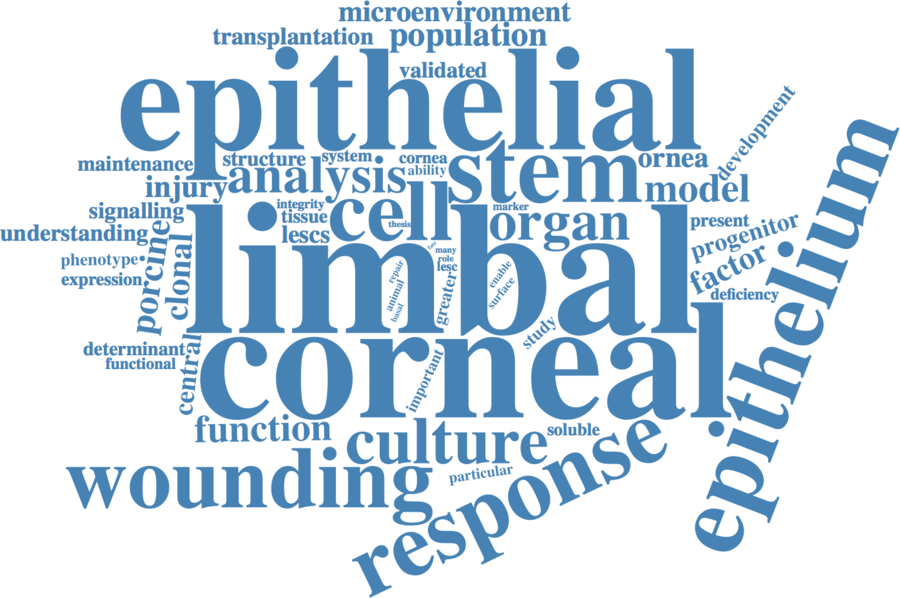 microenvironment
transplantation
population
validated
epithelial
development
maintenance
structure
system
cornea
ability
stem
ornea
injury
analysis
model
signalling
integrity
tissue
thesis
cell
marker
organ
present
understanding
lescs
progenitor
epithelium
phenotype
expression
porcine
clonal
limbal
many
role
lesc
repair
animal
basal
greater
enable
surface
factor
deficiency
study
determinant
functional
central
corneal
important
function
culture
soluble
wounding
particular
response